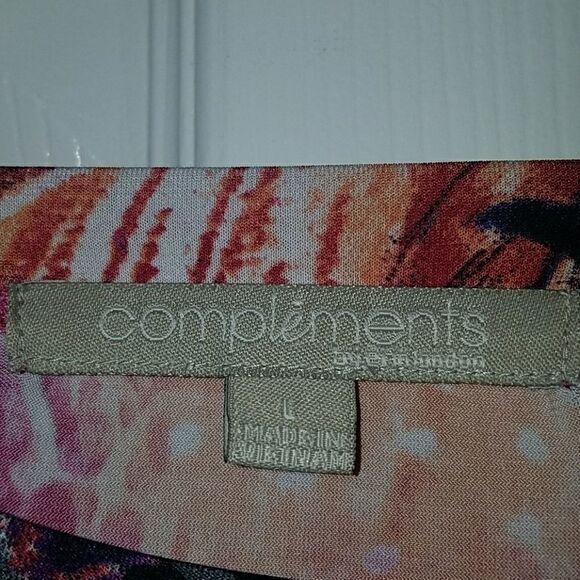 compléments
by erin london
L
MADE IN
VIETNAM